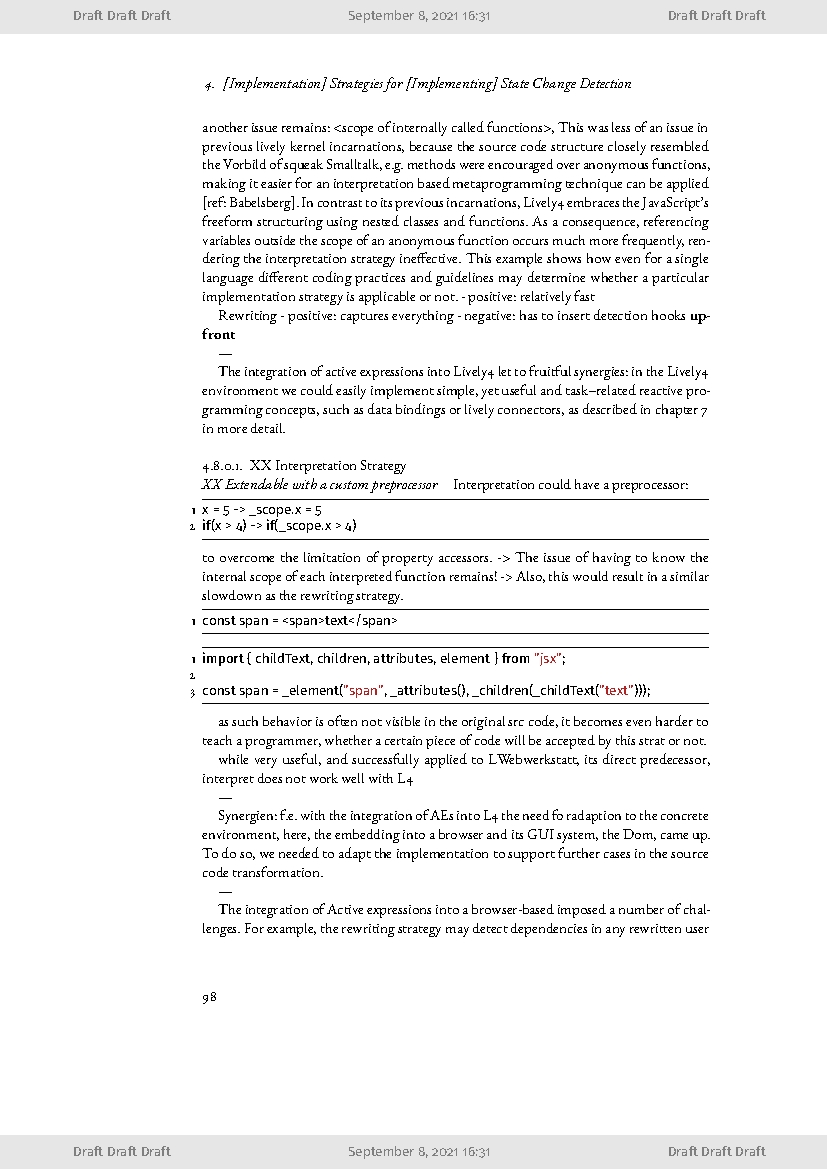 Draft Draft Draft September 8, 2021 16:31 Draft Draft Draft
4. [Implementation] Strategies for [Implementing] State Change Detection
another issue remains: <scope of internally called functions>, This was less of an issue in
previous lively kernel incarnations, because the source code structure closely resembled
the Vorbild of squeak Smalltalk, e.g. methods were encouraged over anonymous functions,
making it easier for an interpretation based metaprogramming technique can be applied
[ref: Babelsberg]. In contrast to its previous incarnations, Lively4 embraces the JavaScript's
freeform structuring using nested classes and functions. As a consequence, referencing
variables outside the scope of an anonymous function occurs much more frequently, ren-
dering the interpretation strategy ineffective. This example shows how even for a single
language different coding practices and guidelines may determine whether a particular
implementation strategy is applicable or not. - positive: relatively fast
Rewriting - positive: captures everything - negative: has to insert detection hooks up-
front
—
The integration of active expressions into Lively4 let to fruitful synergies: in the Lively4
environment we could easily implement simple, yet useful and task–related reactive pro-
gramming concepts, such as data bindings or lively connectors, as described in chapter 7
in more detail.
4.8.0.1. XX Interpretation Strategy
XX Extendable with a custom preprocessor Interpretation could have a preprocessor:
1 x = 5 -> _scope.x = 5
2 if(x > 4) -> if(_scope.x > 4)
to overcome the limitation of property accessors. -> The issue of having to know the
internal scope of each interpreted function remains! -> Also, this would result in a similar
slowdown as the rewriting strategy.
1 const span = <span>text</span>
1 import { childText, children, attributes, element } from "jsx";
2
3 const span = _element("span", _attributes(), _children(_childText("text")));
as such behavior is often not visible in the original src code, it becomes even harder to
teach a programmer, whether a certain piece of code will be accepted by this strat or not.
while very useful, and successfully applied to LWebwerkstatt, its direct predecessor,
interpret does not work well with L4
—
Synergien: f.e. with the integration of AEs into L4 the need fo radaption to the concrete
environment, here, the embedding into a browser and its GUI system, the Dom, came up.
To do so, we needed to adapt the implementation to support further cases in the source
code transformation.
—
The integration of Active expressions into a browser-based imposed a number of chal-
lenges. For example, the rewriting strategy may detect dependencies in any rewritten user
98
Draft Draft Draft September 8, 2021 16:31 Draft Draft Draft